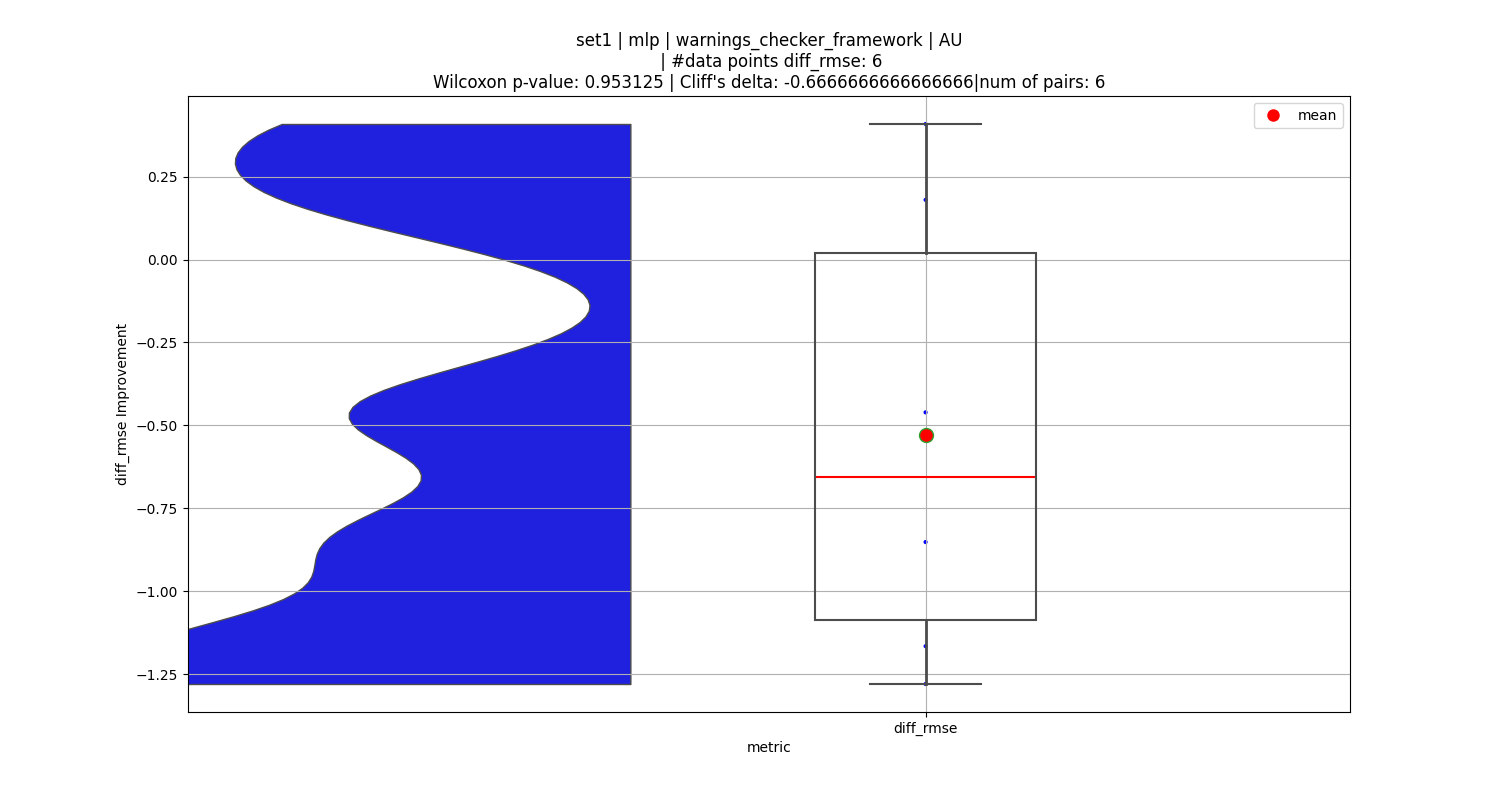 set1 | mlp | warnings_checker_framework | AU
| #data points diff_rmse: 6
Wilcoxon p-value: 0.953125 | Cliff's delta: -0.6666666666666666|num of pairs: 6
mean
0.25
0.00
−0.25
−0.50
−0.75
−1.00
−1.25
diff_rmse Improvement
diff_rmse
metric